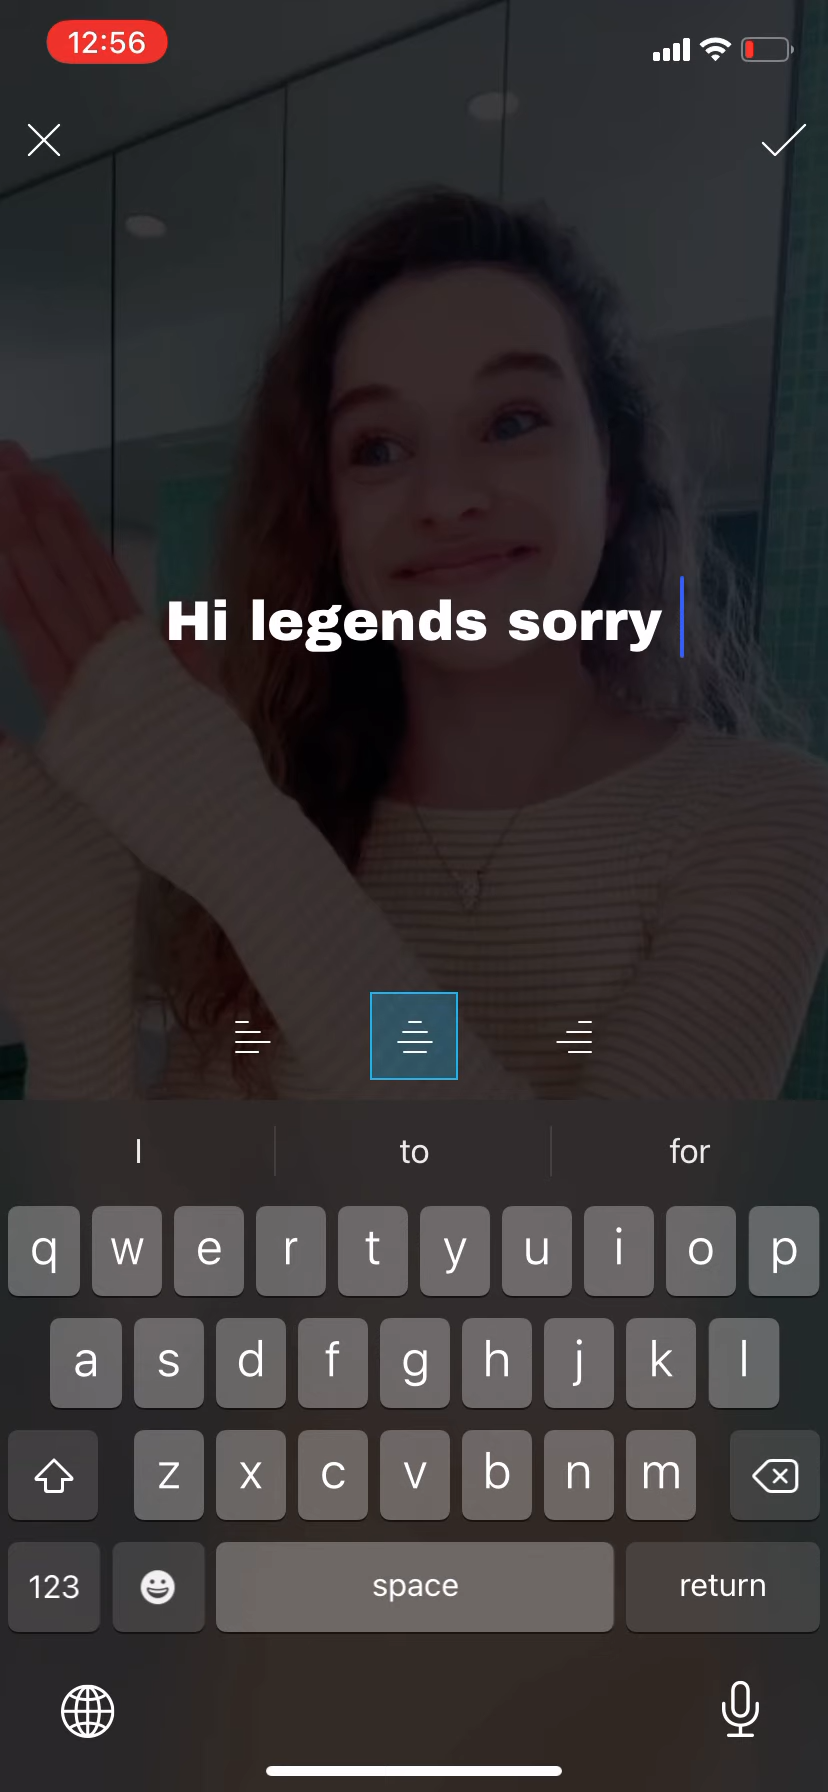 12:56
Hi legends sorry
I to for
q w e r t y u i o p
a s d f g h j k l
z x c v b n m
123 space return